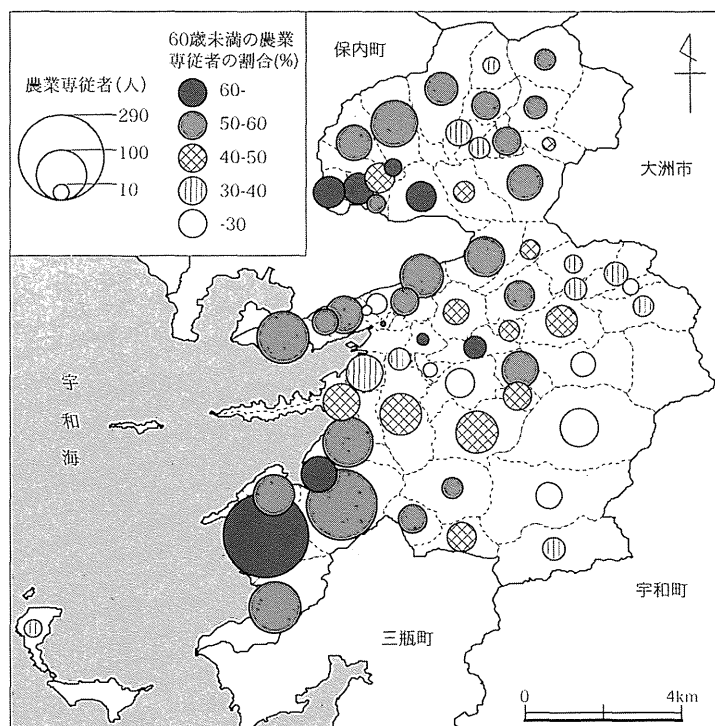 農業専従者(人)
290
100
10
60歳未満の農業
専従者の割合(%)
60-
50-60
40-50
30-40
-30
保内町
大洲市
宇和海
宇和町
三瓶町
0
4km